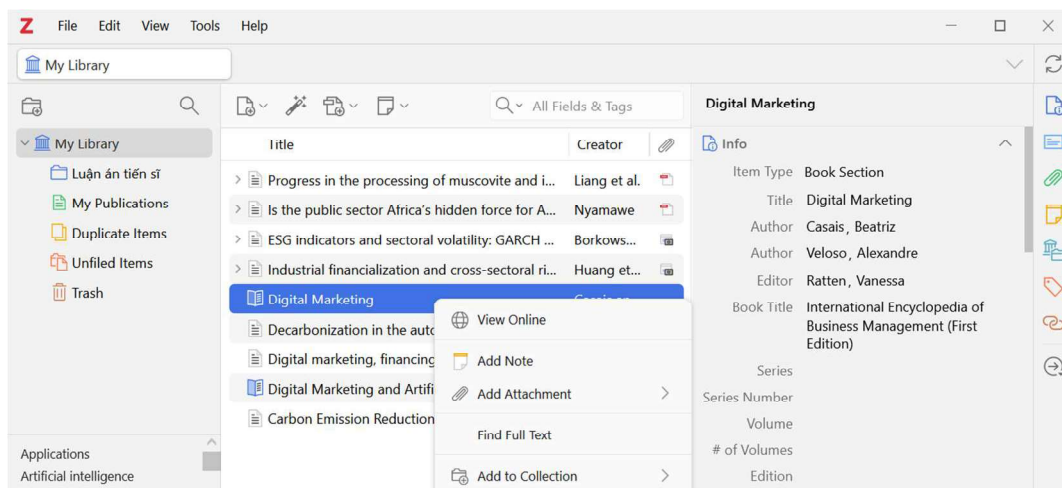 Z File Edit View Tools Help
My Library
All Fields & Tags
My Library
Luận án tiến sĩ
My Publications
Duplicate Items
Unfiled Items
Trash
Applications
Artificial intelligence
Title Creator
Progress in the processing of muscovite and i... Liang et al.
Is the public sector Africa's hidden force for A... Nyamawe
ESG indicators and sectoral volatility: GARCH ... Borkows...
Industrial financialization and cross-sectoral ri... Huang et...
Digital Marketing
Decarbonization in the auto
Digital marketing, financing
Digital Marketing and Artifi
Carbon Emission Reduction
View Online
Add Note
Add Attachment
Find Full Text
Add to Collection
Digital Marketing
Info
Item Type Book Section
Title Digital Marketing
Author Casais, Beatriz
Author Veloso, Alexandre
Editor Ratten, Vanessa
Book Title International Encyclopedia of
Business Management (First
Edition)
Series
Series Number
Volume
# of Volumes
Edition